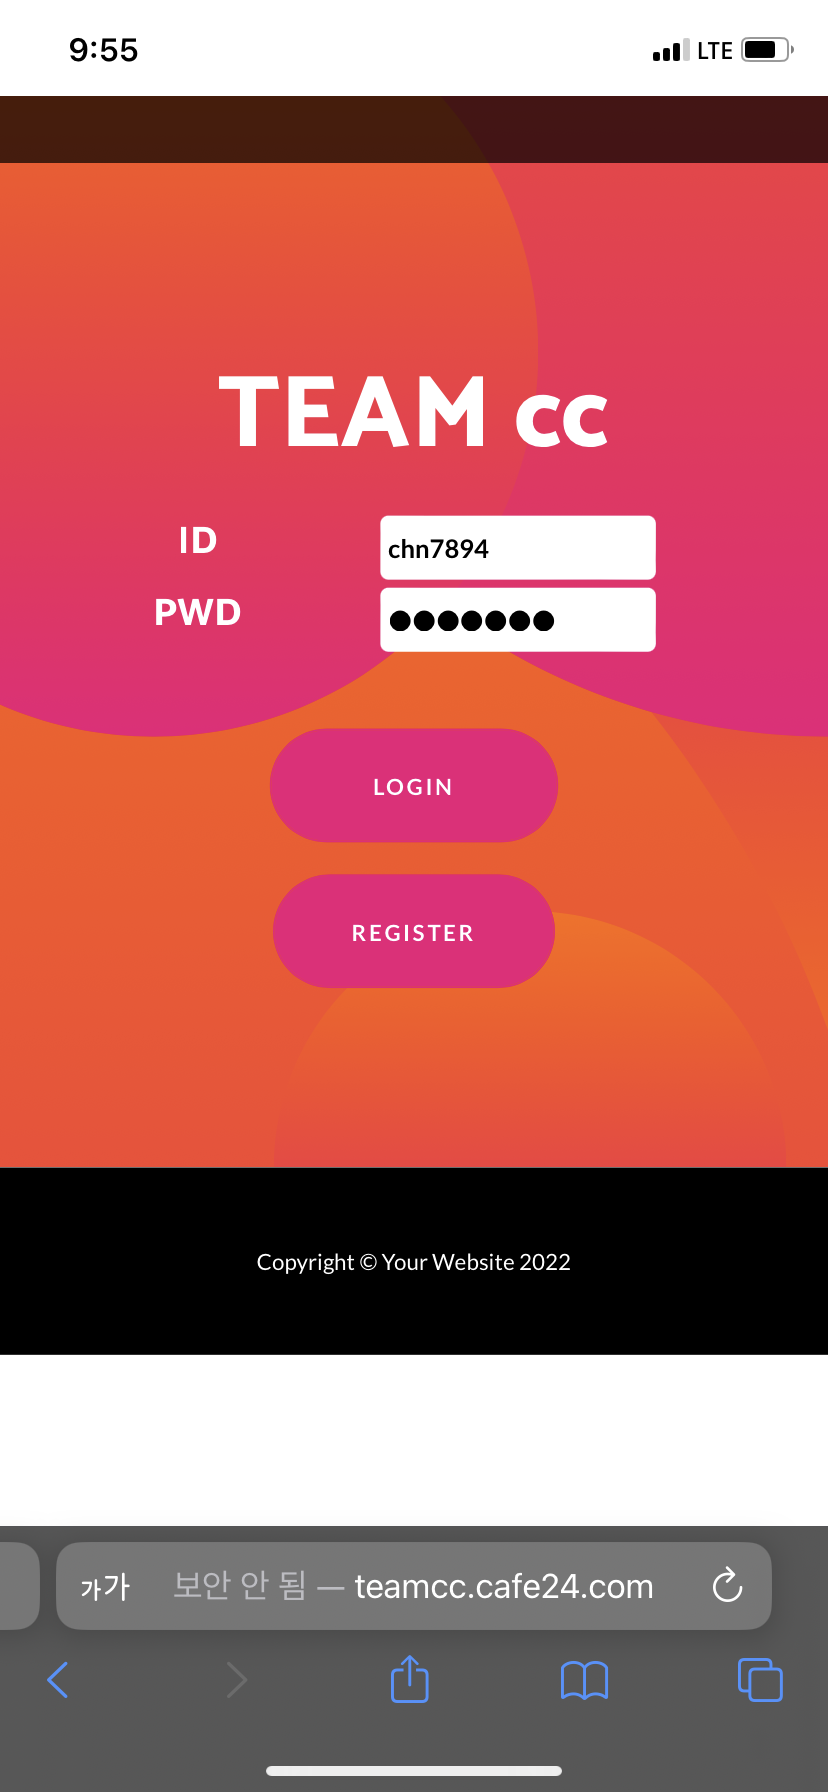 9:55
LTE
TEAM cc
ID
chn7894
PWD
●●●●●●●
LOGIN
REGISTER
Copyright © Your Website 2022
가가 보안 안 됨 — teamcc.cafe24.com